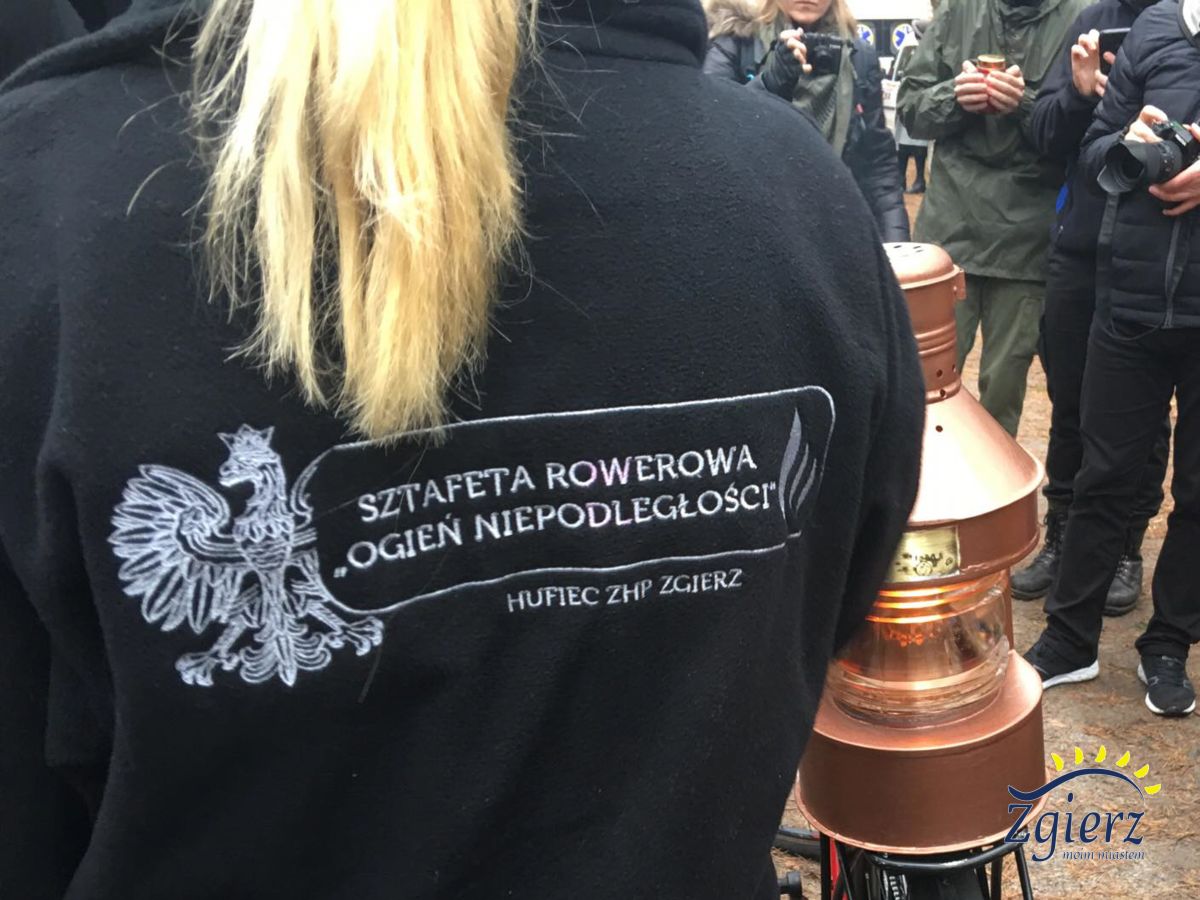 SZTAFETA ROWEROWA
„OGIEŃ NIEPODLEGŁOŚCI"
HUFIEC ZHP ZGIERZ
Zgierz
moim miastem